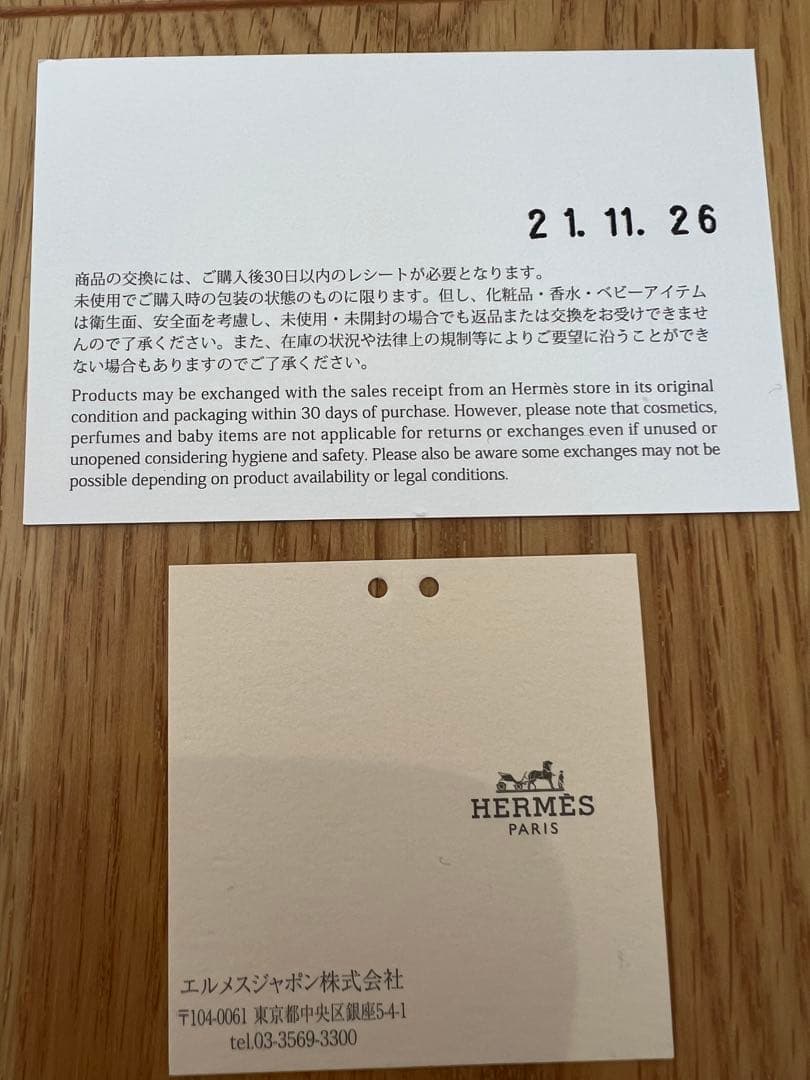 21. 11. 26
商品の交換には、ご購入後30日以内のレシートが必要となります。
未使用でご購入時の包装の状態のものに限ります。但し、化粧品・香水・ベビーアイテム
は衛生面、安全面を考慮し、未使用・未開封の場合でも返品または交換をお受けできませ
んので了承ください。また、在庫の状況や法律上の規制等によりご要望に沿うことができ
ない場合もありますのでご了承ください。
Products may be exchanged with the sales receipt from an Hermès store in its original
condition and packaging within 30 days of purchase. However, please note that cosmetics,
perfumes and baby items are not applicable for returns or exchanges even if unused or
unopened considering hygiene and safety. Please also be aware some exchanges may not be
possible depending on product availability or legal conditions.
HERMÈS
PARIS
エルメスジャポン株式会社
〒104-0061 東京都中央区銀座5-4-1
tel.03-3569-3300